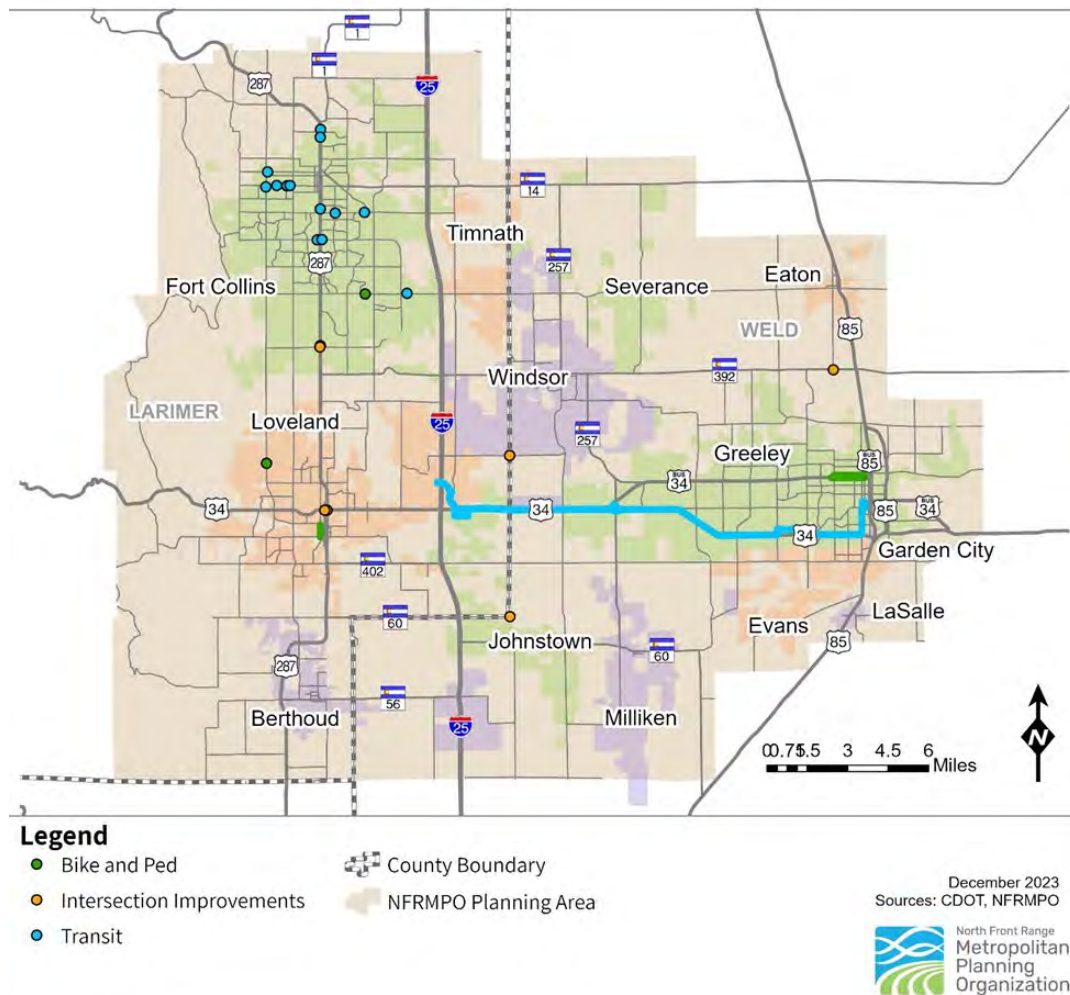 1
1
287
25
14
Timnath
257
287
Fort Collins
Severance
Eaton
WELD
85
392
Windsor
LARIMER
Loveland
25
257
Greeley
BUS
85
BUS
34
34
34
85
BUS
34
34
Garden City
402
60
Johnstown
Evans
LaSalle
60
85
287
Berthoud
56
25
Milliken
N
0 0.75 1.5 3 4.5 6
Miles
Legend
Bike and Ped
Intersection Improvements
Transit
County Boundary
NFRMPO Planning Area
December 2023
Sources: CDOT, NFRMPO
North Front Range
Metropolitan
Planning
Organization